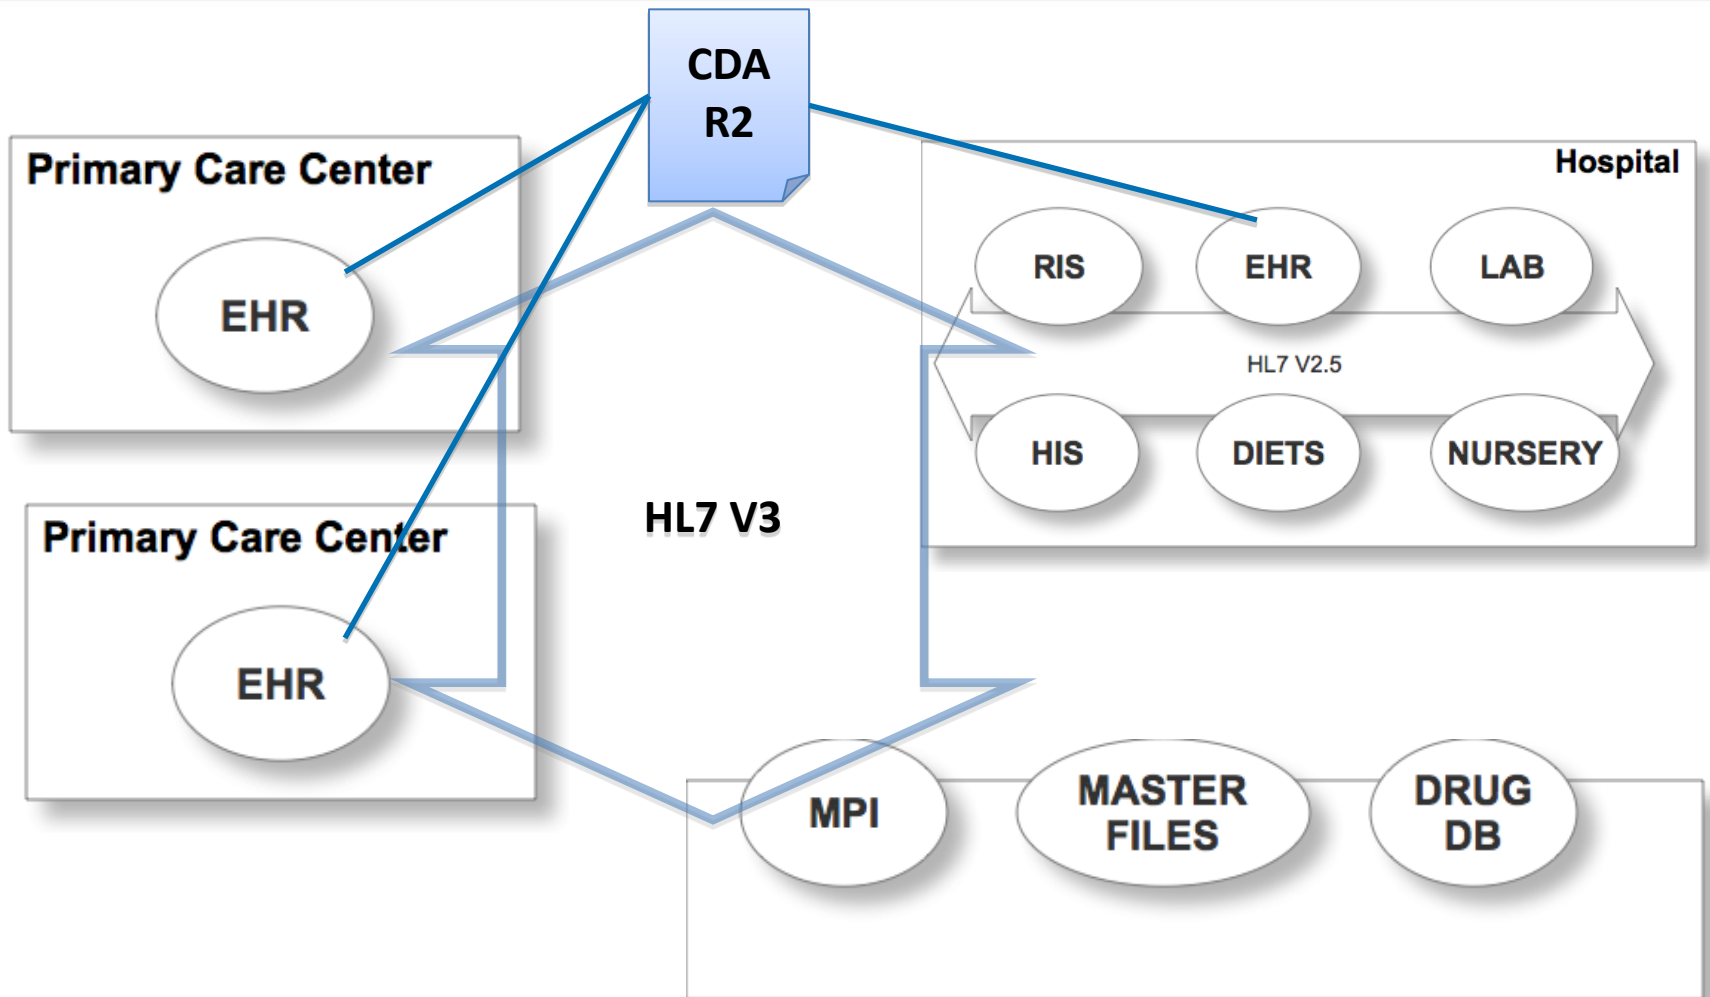 CDA
R2
Primary Care Center
EHR
Hospital
RIS
EHR
LAB
HL7 V2.5
HIS
DIETS
NURSERY
HL7 V3
Primary Care Center
EHR
MPI
MASTER
FILES
DRUG
DB